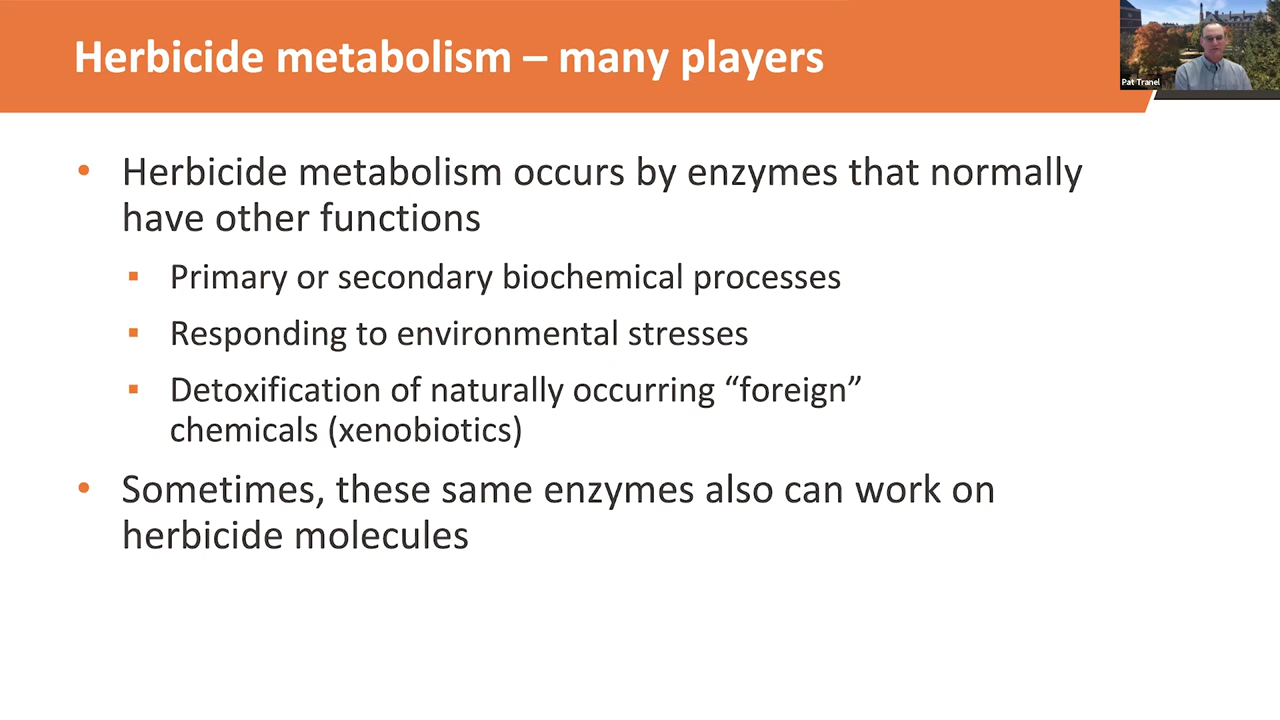 Herbicide metabolism – many players
Pat Tranel
• Herbicide metabolism occurs by enzymes that normally
have other functions
▪ Primary or secondary biochemical processes
▪ Responding to environmental stresses
▪ Detoxification of naturally occurring “foreign”
chemicals (xenobiotics)
• Sometimes, these same enzymes also can work on
herbicide molecules